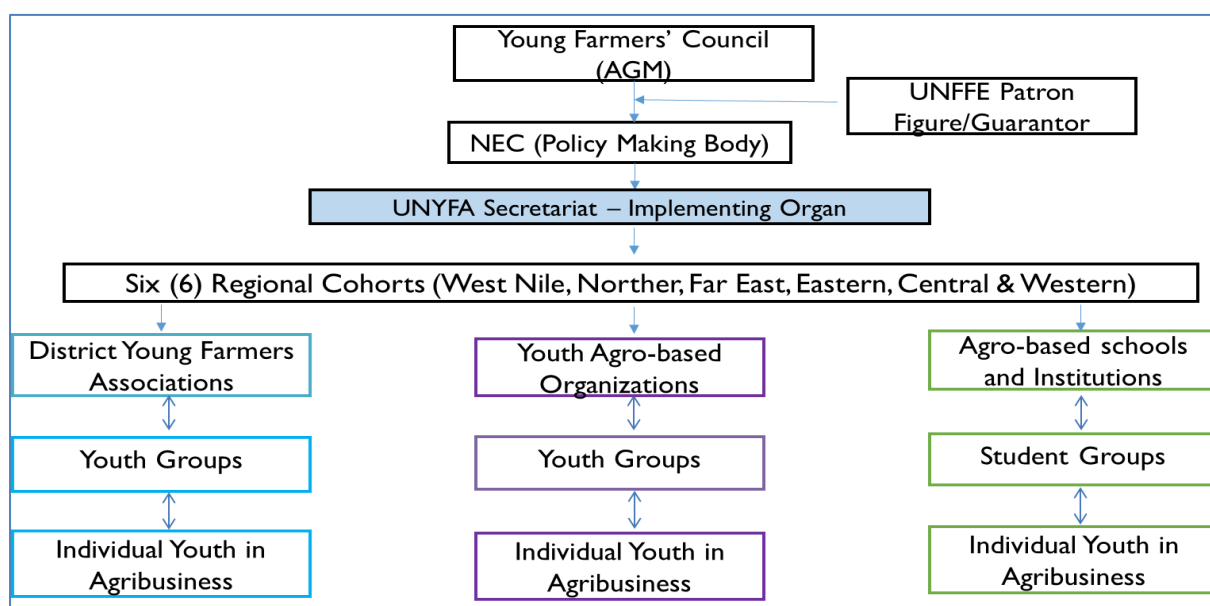 Young Farmers’ Council
(AGM)
UNFFE Patron
Figure/Guarantor
NEC (Policy Making Body)
UNYFA Secretariat – Implementing Organ
Six (6) Regional Cohorts (West Nile, Norther, Far East, Eastern, Central & Western)
District Young Farmers
Associations
Youth Agro-based
Organizations
Agro-based schools
and Institutions
Youth Groups
Youth Groups
Student Groups
Individual Youth in
Agribusiness
Individual Youth in
Agribusiness
Individual Youth in
Agribusiness